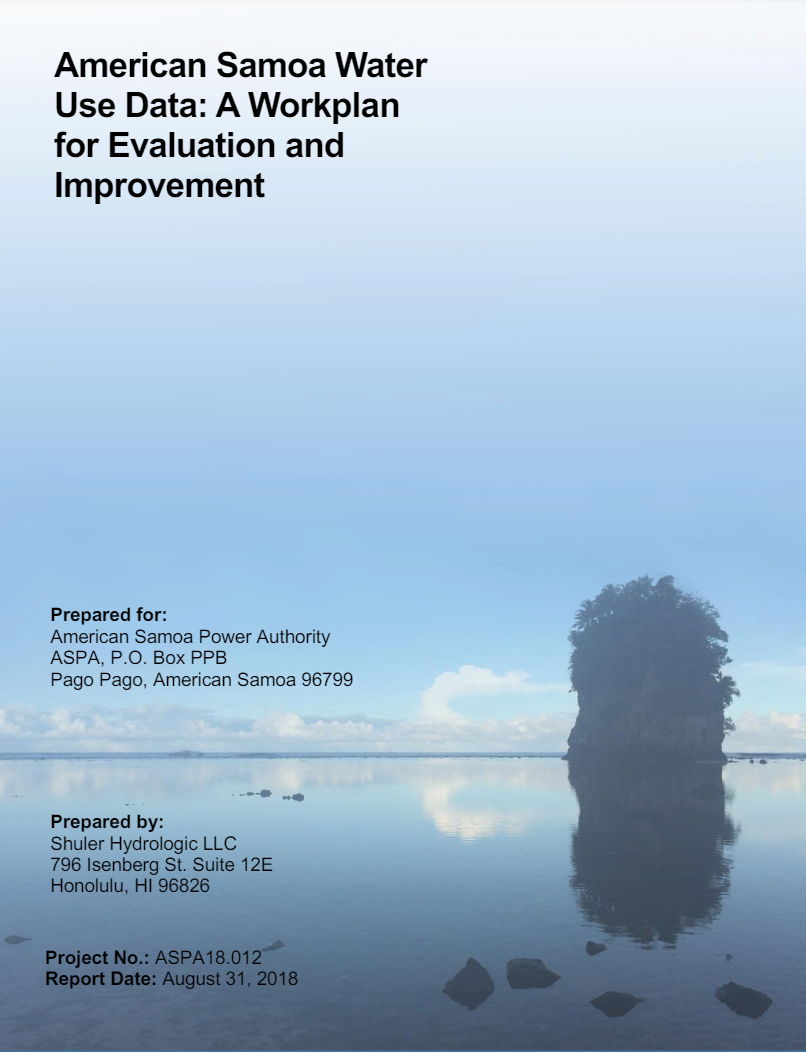 American Samoa Water
Use Data: A Workplan
for Evaluation and
Improvement
Prepared for:
American Samoa Power Authority
ASPA, P.O. Box PPB
Pago Pago, American Samoa 96799
Prepared by:
Shuler Hydrologic LLC
796 Isenberg St. Suite 12E
Honolulu, HI 96826
Project No.: ASPA18.012
Report Date: August 31, 2018